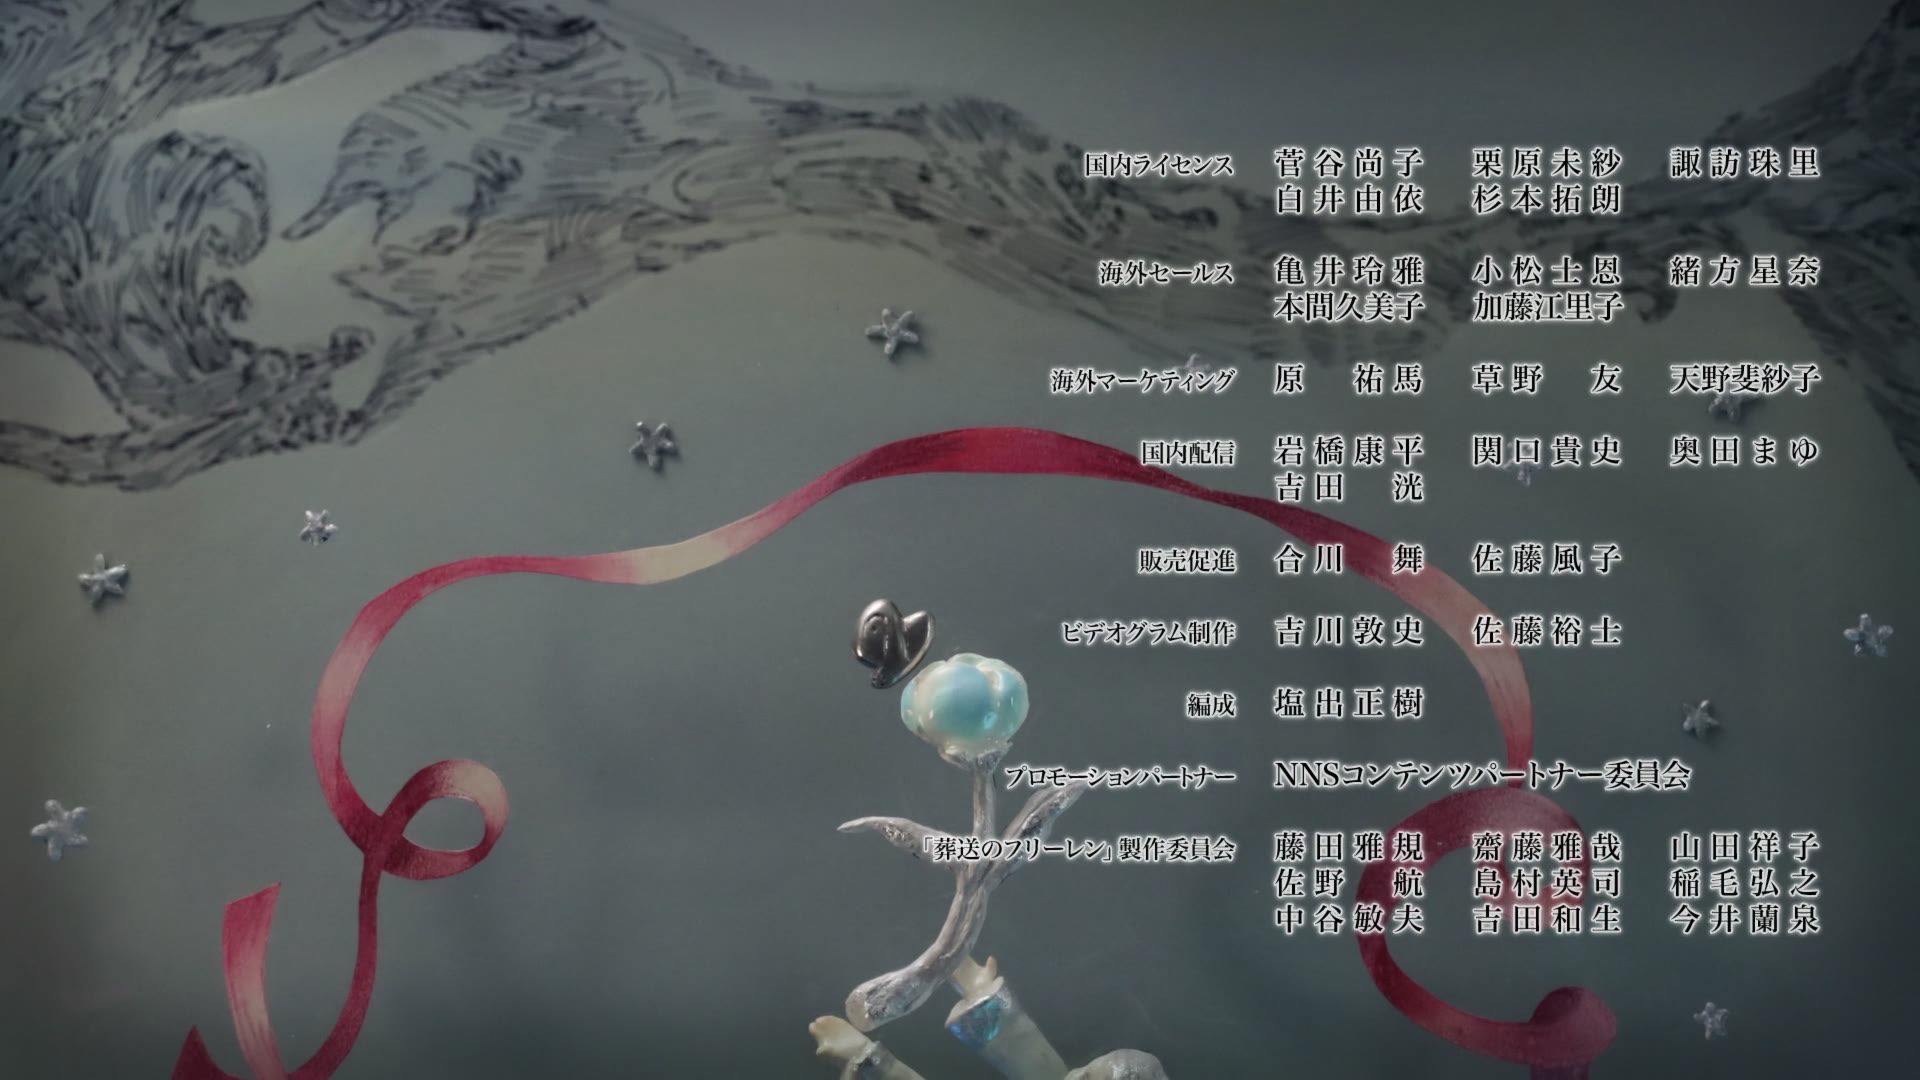 国内ライセンス 菅谷尚子 栗原未紗 諏訪珠里
白井由依 杉本拓朗
海外セールス 亀井玲雅 小松士恩 緒方星奈
本間久美子 加藤江里子
海外マーケティング 原祐馬 草野友 天野斐紗子
国内配信 岩橋康平 関口貴史 奥田まゆ
吉田洸
販売促進 合川舞 佐藤風子
ビデオグラム制作 吉川敦史 佐藤裕士
編成 塩出正樹
プロモーションパートナー NNSコンテンツパートナー委員会
「葬送のフリーレン」製作委員会 藤田雅規 齋藤雅哉 山田祥子
佐野航 島村英司 稲毛弘之
中谷敏夫 吉田和生 今井蘭泉